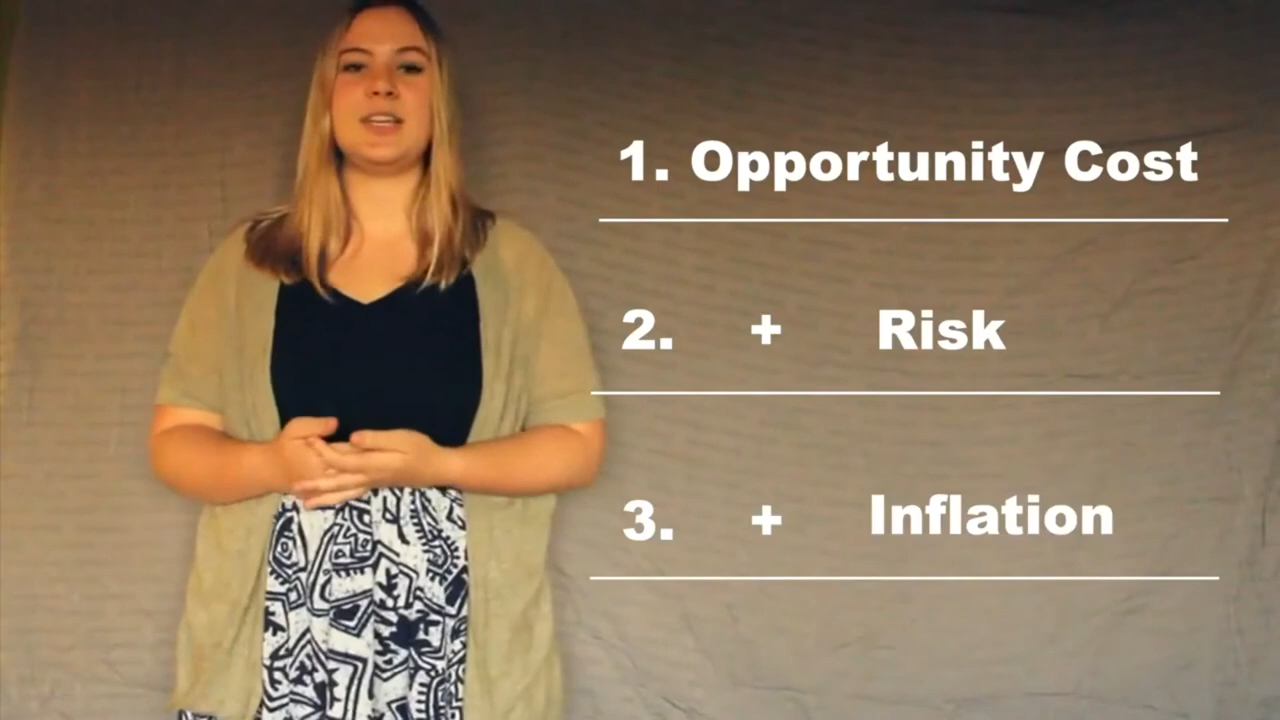 1. Opportunity Cost
2. + Risk
3. + Inflation